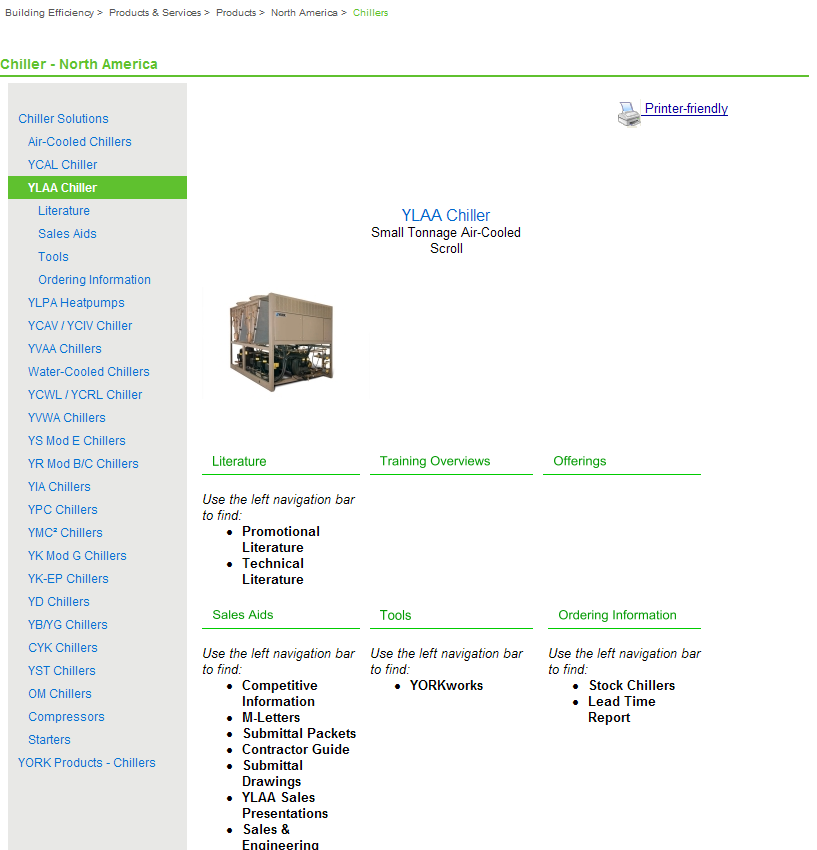 Building Efficiency > Products & Services > Products > North America > Chillers
Chiller - North America
Printer-friendly
Chiller Solutions
Air-Cooled Chillers
YCAL Chiller
YLAA Chiller
Literature
Sales Aids
Tools
Ordering Information
YLPA Heatpumps
YCAV / YCIV Chiller
YVAA Chillers
Water-Cooled Chillers
YCWL / YCRL Chiller
YVWA Chillers
YS Mod E Chillers
YR Mod B/C Chillers
YIA Chillers
YPC Chillers
YMC² Chillers
YK Mod G Chillers
YK-EP Chillers
YD Chillers
YB/YG Chillers
CYK Chillers
YST Chillers
OM Chillers
Compressors
Starters
YORK Products - Chillers
YLAA Chiller
Small Tonnage Air-Cooled
Scroll
Literature
Use the left navigation bar
to find:
• Promotional
Literature
• Technical
Literature
Training Overviews
Offerings
Sales Aids
Use the left navigation bar
to find:
• Competitive
Information
• M-Letters
• Submittal Packets
• Contractor Guide
• Submittal
Drawings
• YLAA Sales
Presentations
• Sales &
Engineering
Tools
Use the left navigation bar
to find:
• YORKworks
Ordering Information
Use the left navigation bar
to find:
• Stock Chillers
• Lead Time
Report